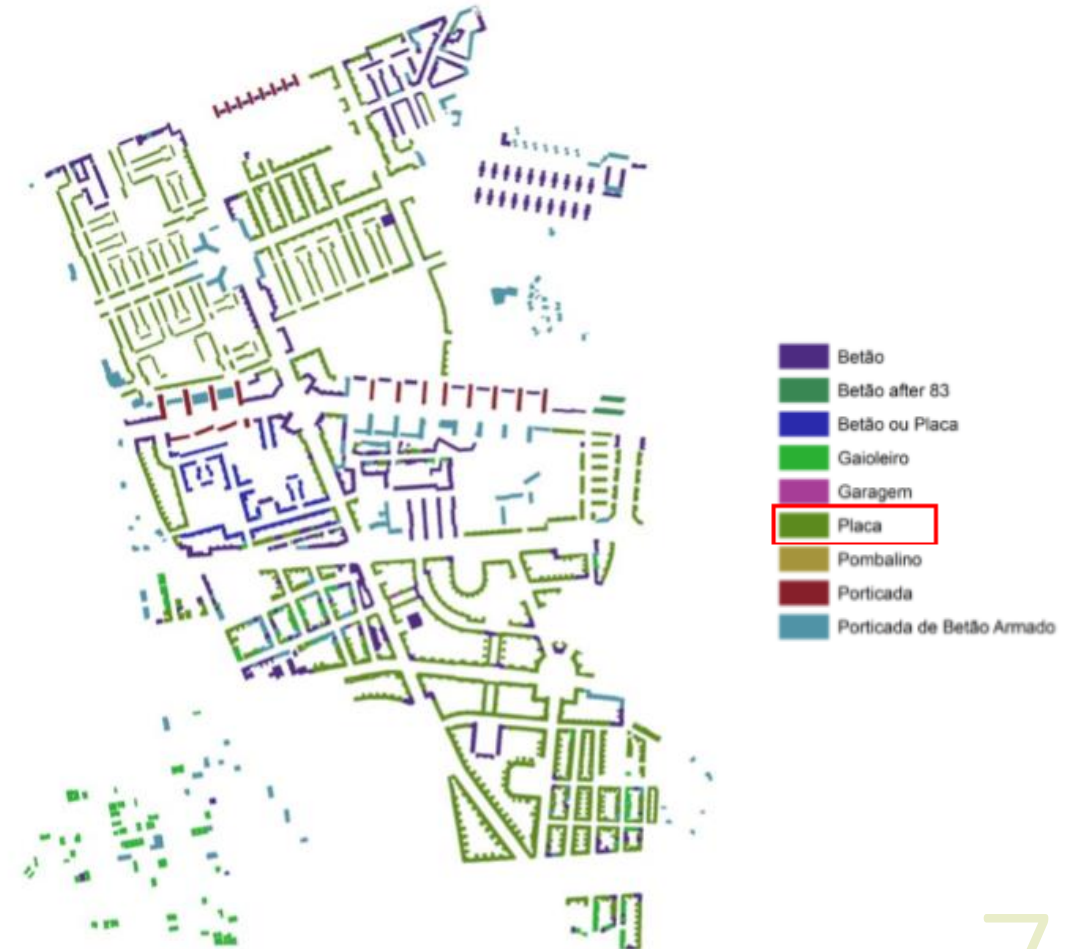 Betão
Betão after 83
Betão ou Placa
Gaioleiro
Garagem
Placa
Pombalino
Porticada
Porticada de Betão Armado
7